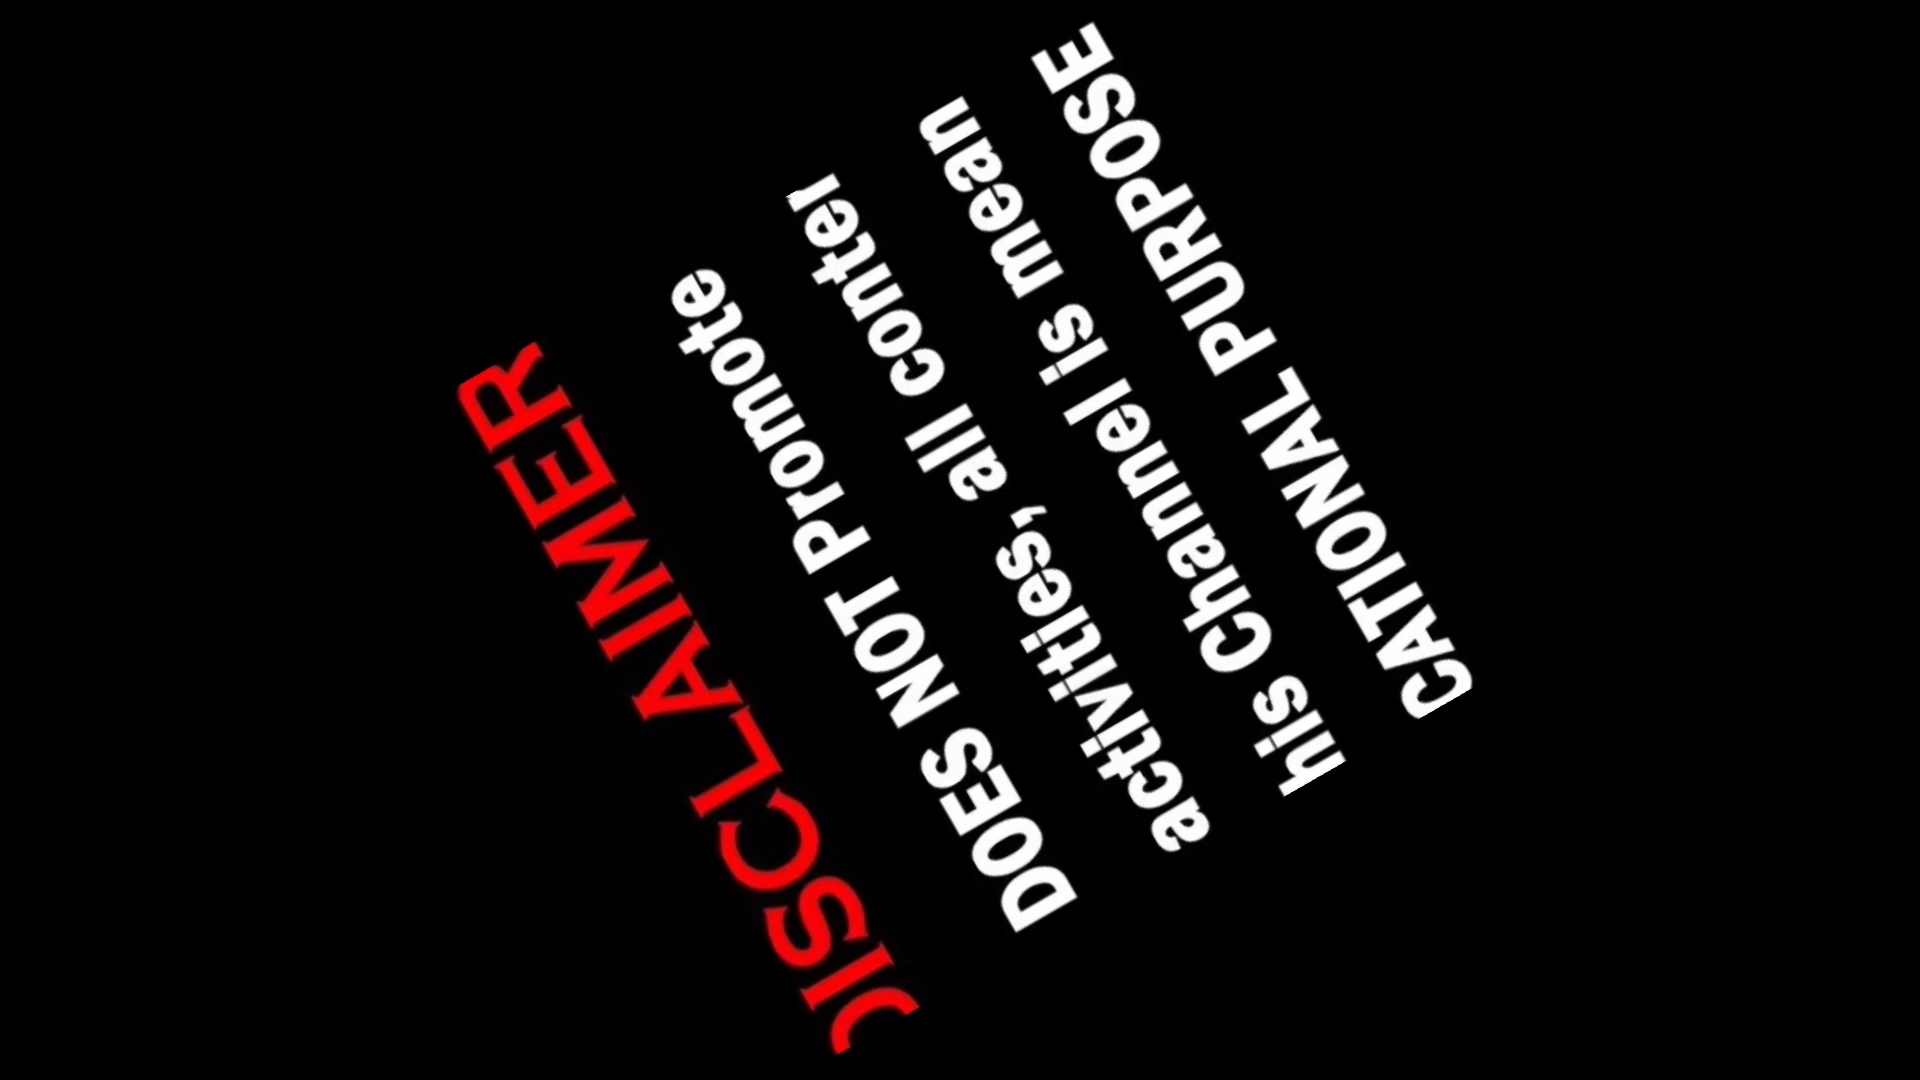 DISCLAIMER
DOES NOT Promote
activities, all conte
his Channel is mean
CATIONAL PURPOSE